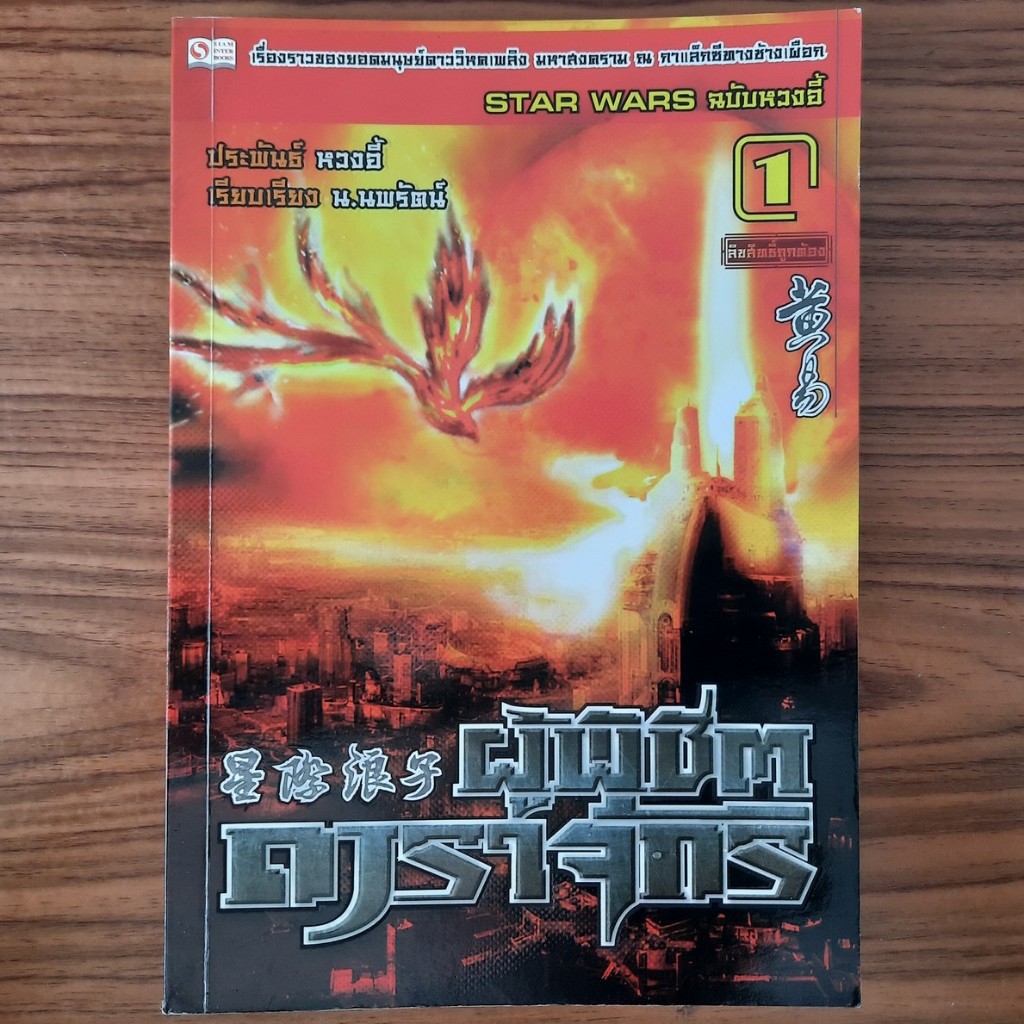 SIAM
INTER
BOOKS
เรื่องราวของยอดมนุษย์ดาววิหคเพลิง มหาสงคราม ณ กาแล็กซีทางช้างเผือก
STAR WARS ฉบับหวงอี้
ประพันธ์ หวงอี้
เรียบเรียง น.นพรัตน์
1
ลิขสิทธิ์ถูกต้อง
黄易
星際浪子
ผู้พิชิต
ดาราจักร